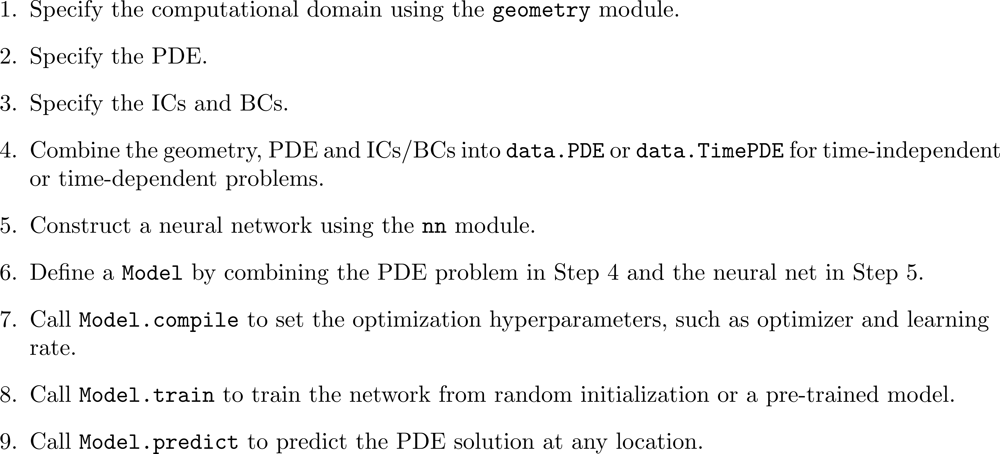 1. Specify the computational domain using the geometry module.
2. Specify the PDE.
3. Specify the ICs and BCs.
4. Combine the geometry, PDE and ICs/BCs into data.PDE or data.TimePDE for time-independent
or time-dependent problems.
5. Construct a neural network using the nn module.
6. Define a Model by combining the PDE problem in Step 4 and the neural net in Step 5.
7. Call Model.compile to set the optimization hyperparameters, such as optimizer and learning
rate.
8. Call Model.train to train the network from random initialization or a pre-trained model.
9. Call Model.predict to predict the PDE solution at any location.